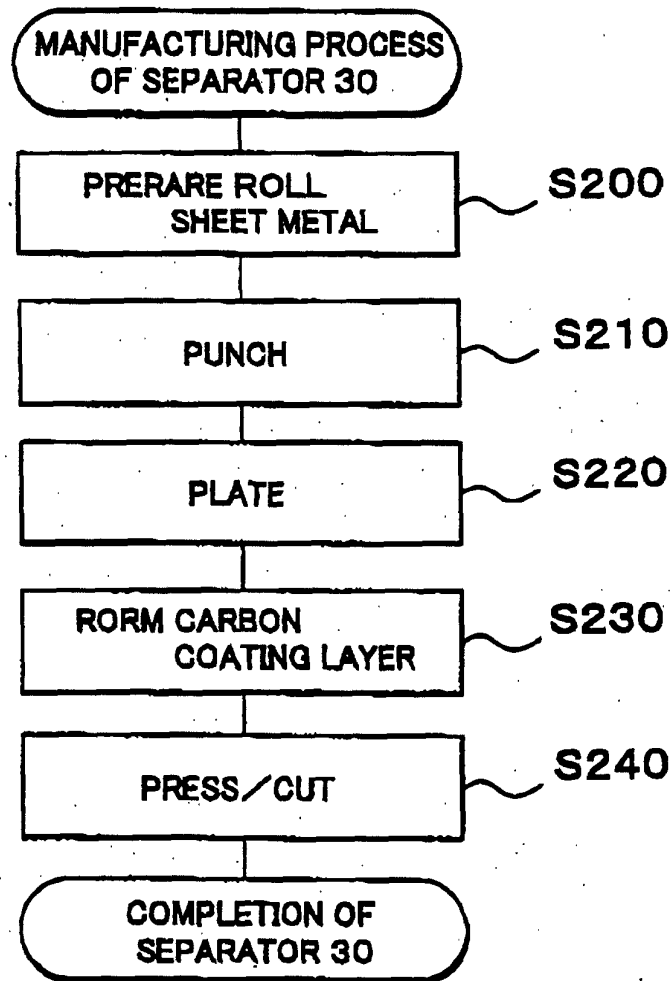 MANUFACTURING PROCESS
OF SEPARATOR 30
PRERARE ROLL
SHEET METAL
S200
PUNCH
S210
PLATE
S220
RORM CARBON
COATING LAYER
S230
PRESS/CUT
S240
COMPLETION OF
SEPARATOR 30